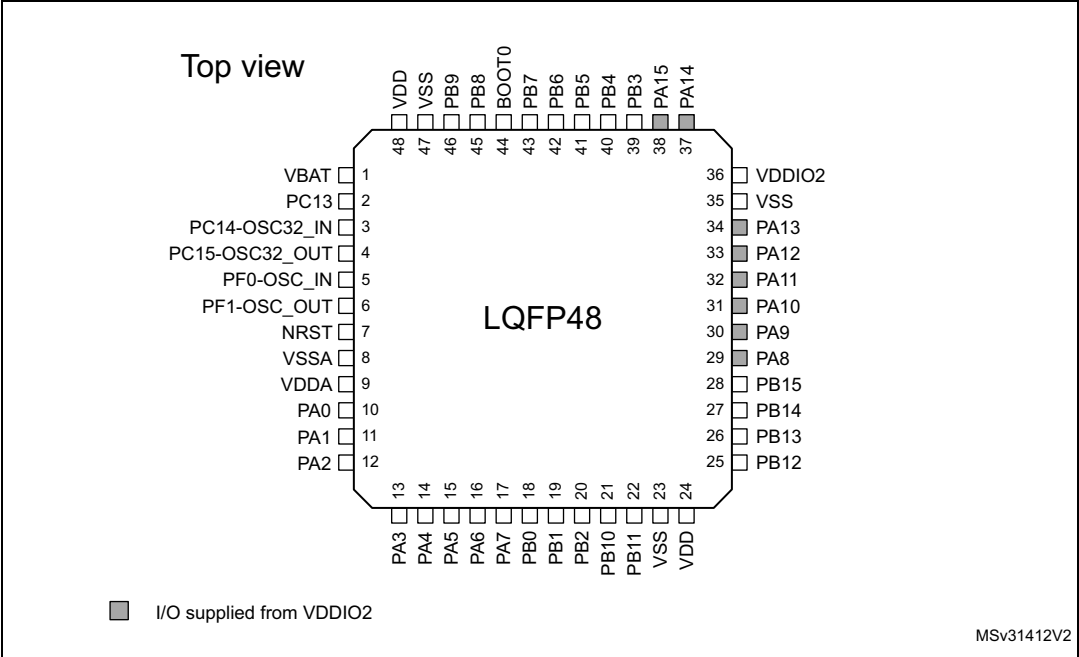 Top view
VDD
VSS
PB9
PB8
BOOT0
PB7
PB6
PB5
PB4
PB3
PA15
PA14
48
47
46
45
44
43
42
41
40
39
38
37
VBAT 1
PC13 2
PC14-OSC32_IN 3
PC15-OSC32_OUT 4
PF0-OSC_IN 5
PF1-OSC_OUT 6
NRST 7
VSSA 8
VDDA 9
PA0 10
PA1 11
PA2 12
LQFP48
36 VDDIO2
35 VSS
34 PA13
33 PA12
32 PA11
31 PA10
30 PA9
29 PA8
28 PB15
27 PB14
26 PB13
25 PB12
13
14
15
16
17
18
19
20
21
22
23
24
PA3
PA4
PA5
PA6
PA7
PB0
PB1
PB2
PB10
PB11
VSS
VDD
I/O supplied from VDDIO2
MSv31412V2